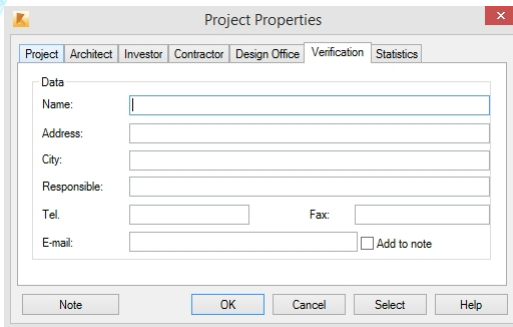 Project Properties
Project Architect Investor Contractor Design Office Verification Statistics
Data
Name:
Address:
City:
Responsible:
Tel. Fax:
E-mail: Add to note
Note OK Cancel Select Help